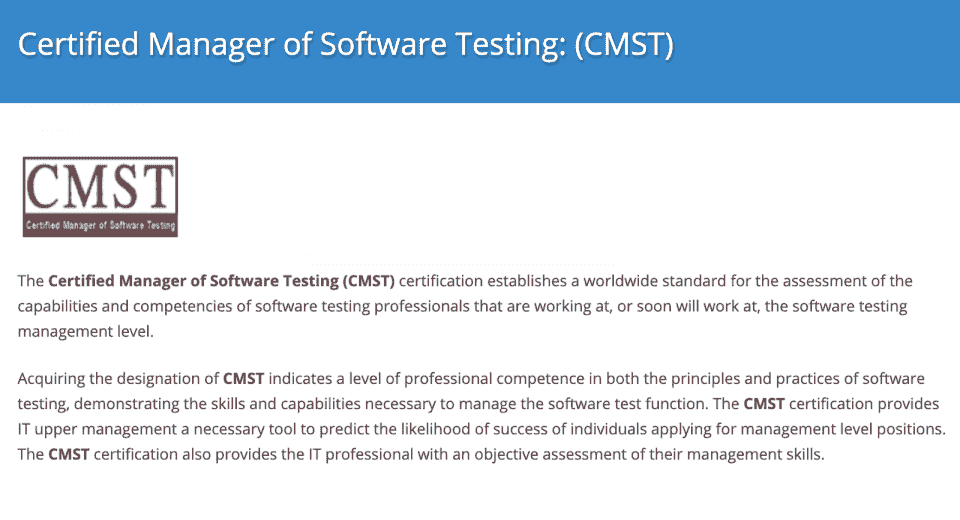 Certified Manager of Software Testing: (CMST)
CMST
Certified Manager of Software Testing
The Certified Manager of Software Testing (CMST) certification establishes a worldwide standard for the assessment of the
capabilities and competencies of software testing professionals that are working at, or soon will work at, the software testing
management level.
Acquiring the designation of CMST indicates a level of professional competence in both the principles and practices of software
testing, demonstrating the skills and capabilities necessary to manage the software test function. The CMST certification provides
IT upper management a necessary tool to predict the likelihood of success of individuals applying for management level positions.
The CMST certification also provides the IT professional with an objective assessment of their management skills.